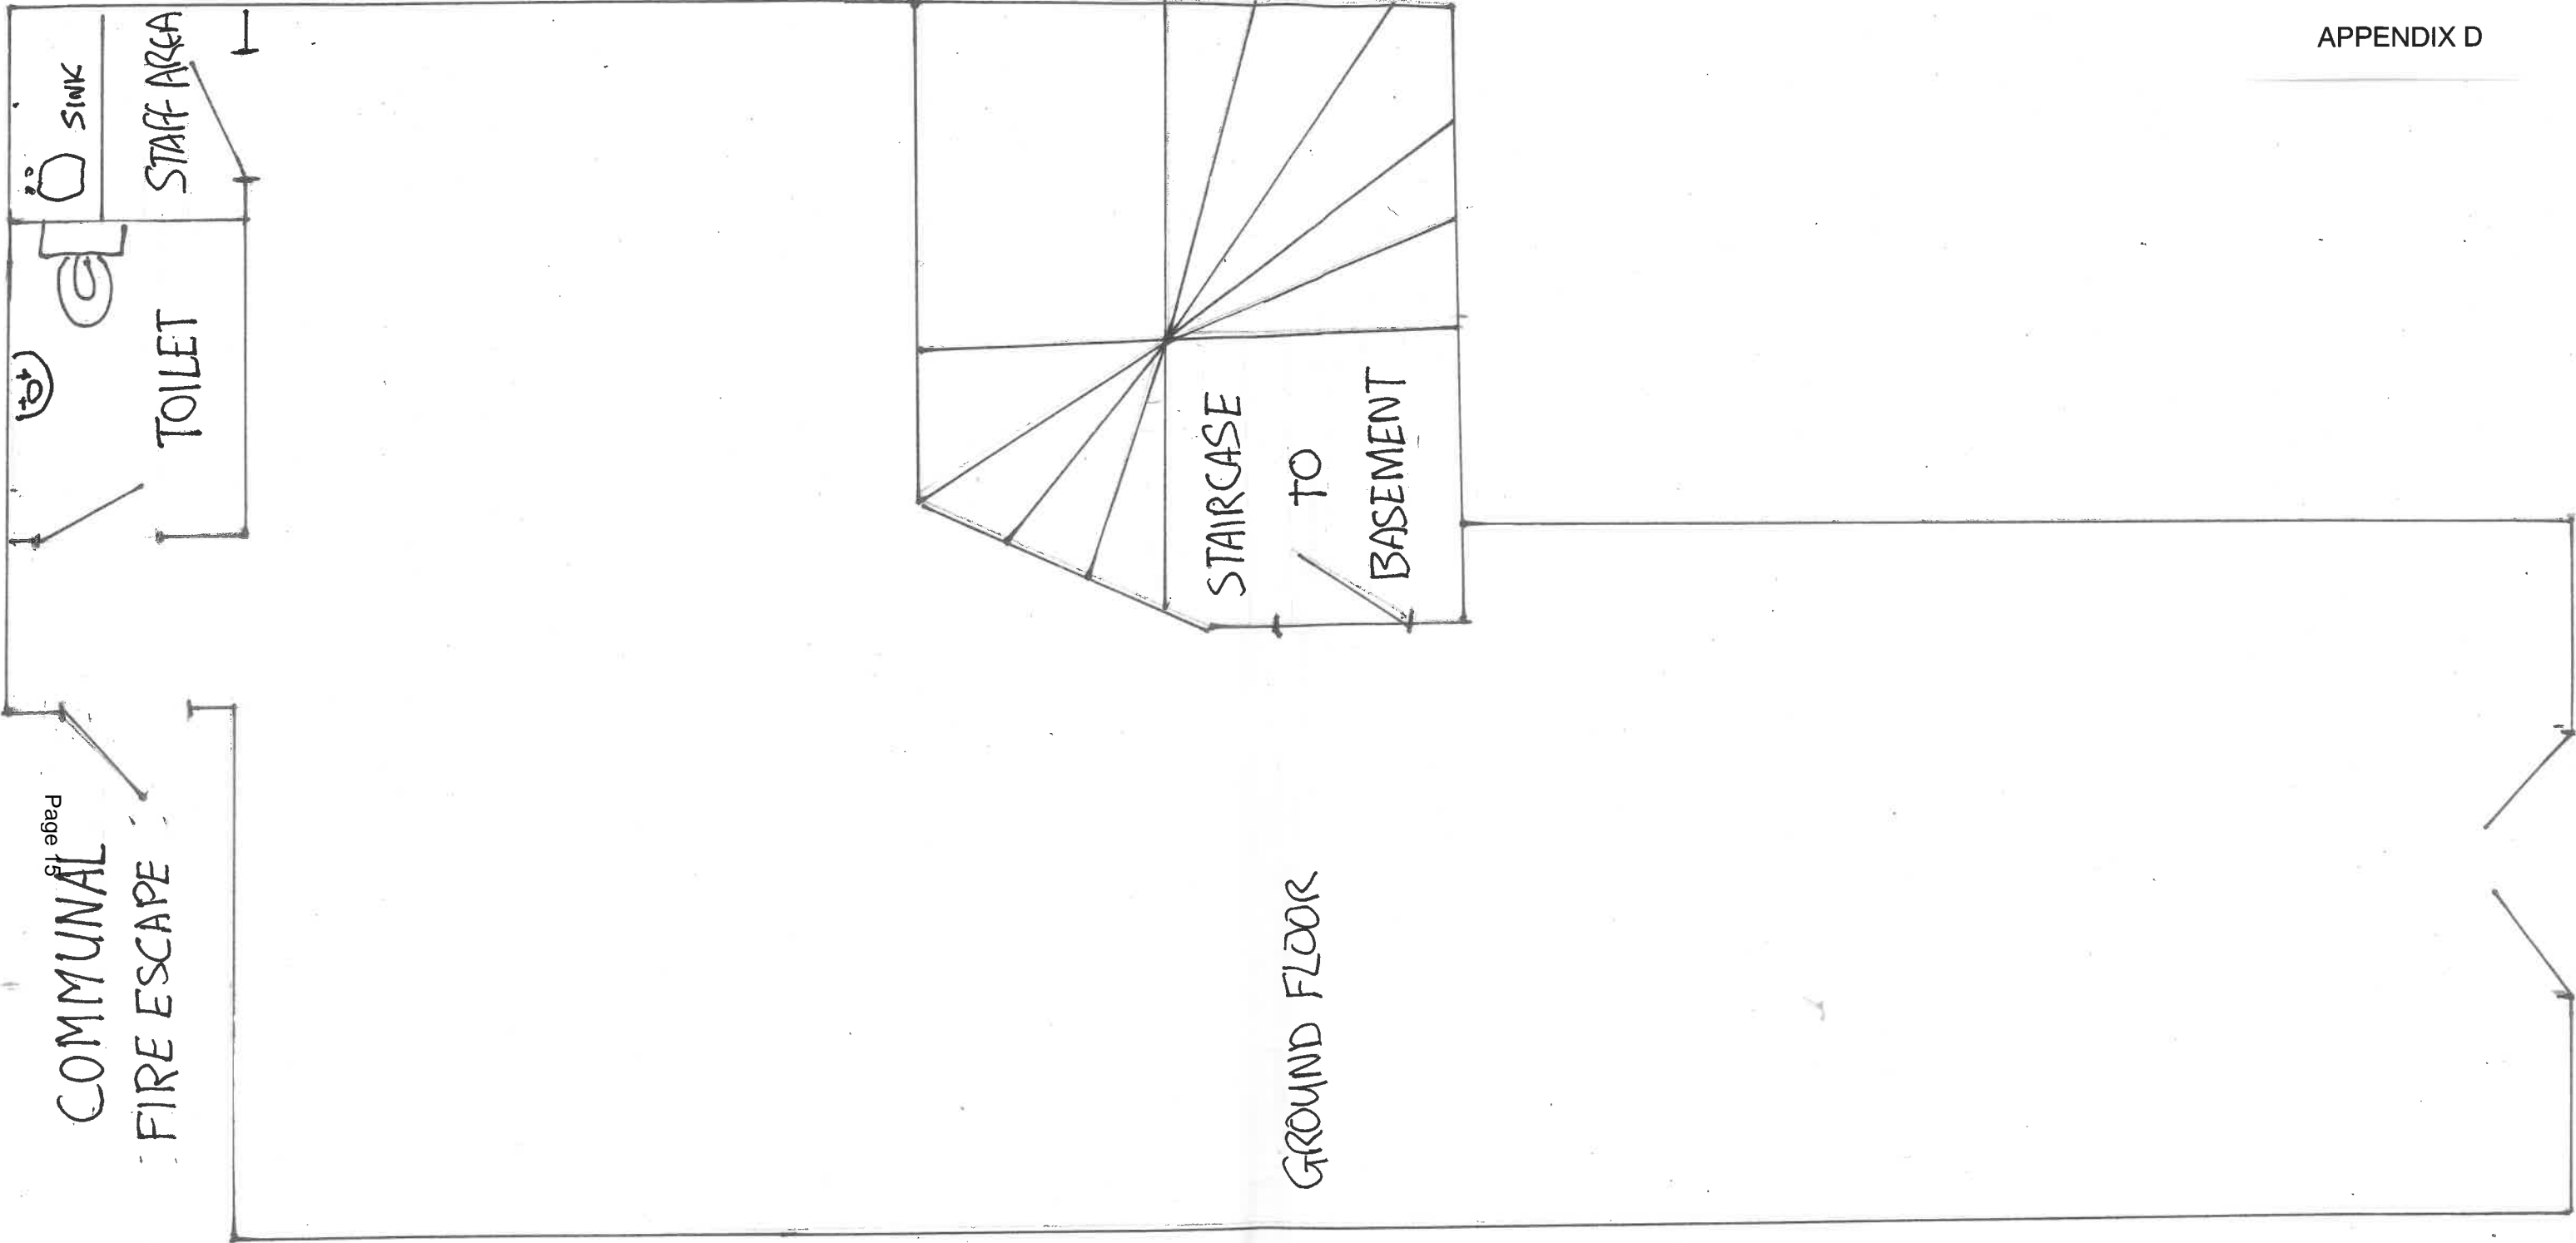 APPENDIX D
SINK
STAFF AREA
TOILET
STAIRCASE
TO
BASEMENT
COMMUNAL
FIRE ESCAPE
GROUND FLOOR
Page 15